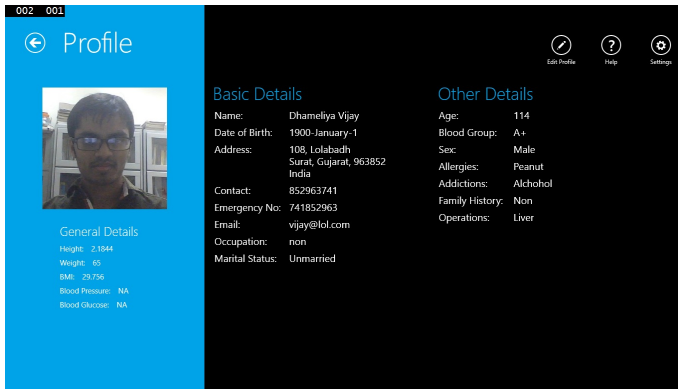 002 001
Profile
Edit Profile
Help
Settings
General Details
Height: 2.1844
Weight: 65
BMI: 29.756
Blood Pressure: NA
Blood Glucose: NA
Basic Details
Name: Dhameliya Vijay
Date of Birth: 1900-January-1
Address: 108, Lolabadh
Surat, Gujarat, 963852
India
Contact: 852963741
Emergency No: 741852963
Email: vijay@lol.com
Occupation: non
Marital Status: Unmarried
Other Details
Age: 114
Blood Group: A+
Sex: Male
Allergies: Peanut
Addictions: Alchohol
Family History: Non
Operations: Liver